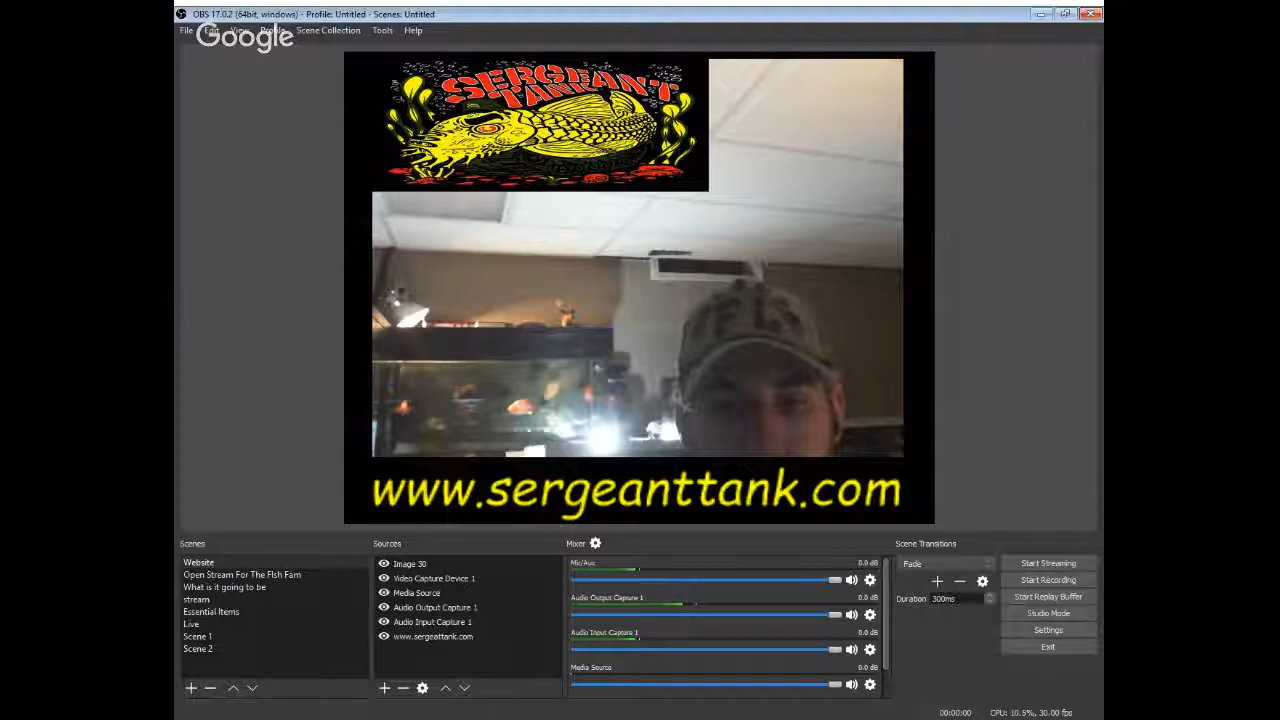 OBS 17.0.2 (64bit, windows) - Profile: Untitled - Scenes: Untitled
File Edit View Profile Scene Collection Tools Help
Google
SERGEANT
TANK
www.sergeanttank.com
Scenes
Website
Open Stream For The FIsh Fam
What is it going to be
stream
Essential Items
Live
Scene 1
Scene 2
Sources
Image 30
Video Capture Device 1
Media Source
Audio Output Capture 1
Audio Input Capture 1
www.sergeattank.com
Mixer
Mic/Aux 0.0 dB
Audio Output Capture 1 0.0 dB
Audio Input Capture 1 0.0 dB
Media Source 0.0 dB
Scene Transitions
Fade
Duration 300ms
Start Streaming
Start Recording
Start Replay Buffer
Studio Mode
Settings
Exit
00:00:00 CPU: 10.5%, 30.00 fps